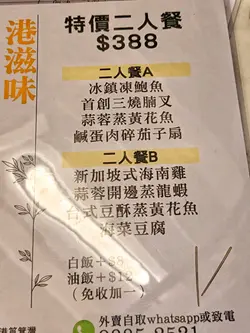 港滋味
特價二人餐
$388
二人餐A
冰鎮凍鮑魚
首創三燒腩叉
蒜蓉蒸黃花魚
鹹蛋肉碎茄子扇
二人餐B
新加坡式海南雞
蒜蓉開邊蒸龍蝦
台式豆酥蒸黃花魚
海菜豆腐
白飯 +$8
油飯 +$12
(免收加一)
外賣自取whatsapp或致電
港筲箕灣